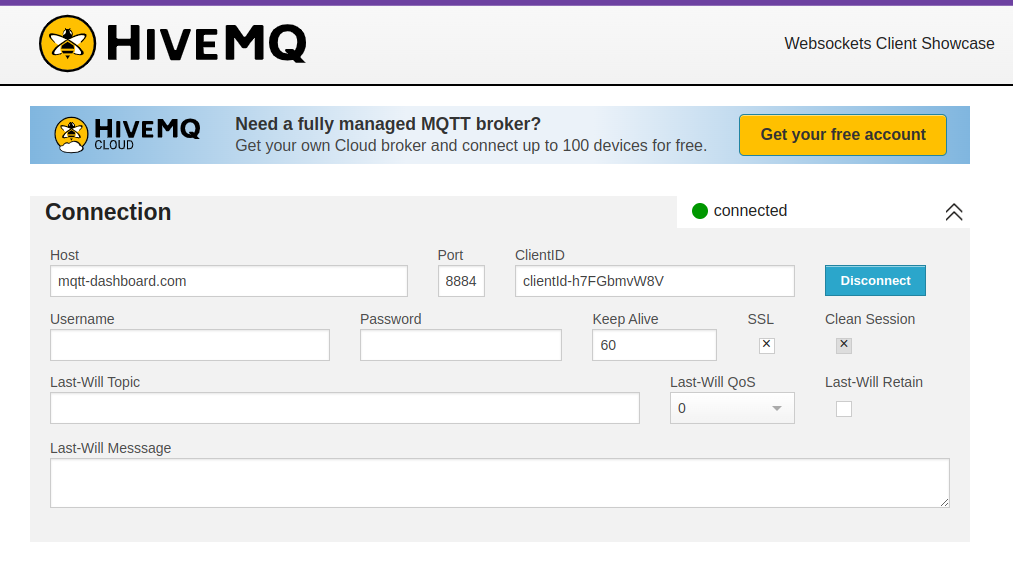 HIVEMQ
Websockets Client Showcase
HIVEMQ
CLOUD
Need a fully managed MQTT broker?
Get your own Cloud broker and connect up to 100 devices for free.
Get your free account
Connection
connected
Host
Port
ClientID
mqtt-dashboard.com
8884
clientId-h7FGbmvW8V
Disconnect
Username
Password
Keep Alive
SSL
Clean Session
60
Last-Will Topic
Last-Will QoS
Last-Will Retain
0
Last-Will Messsage